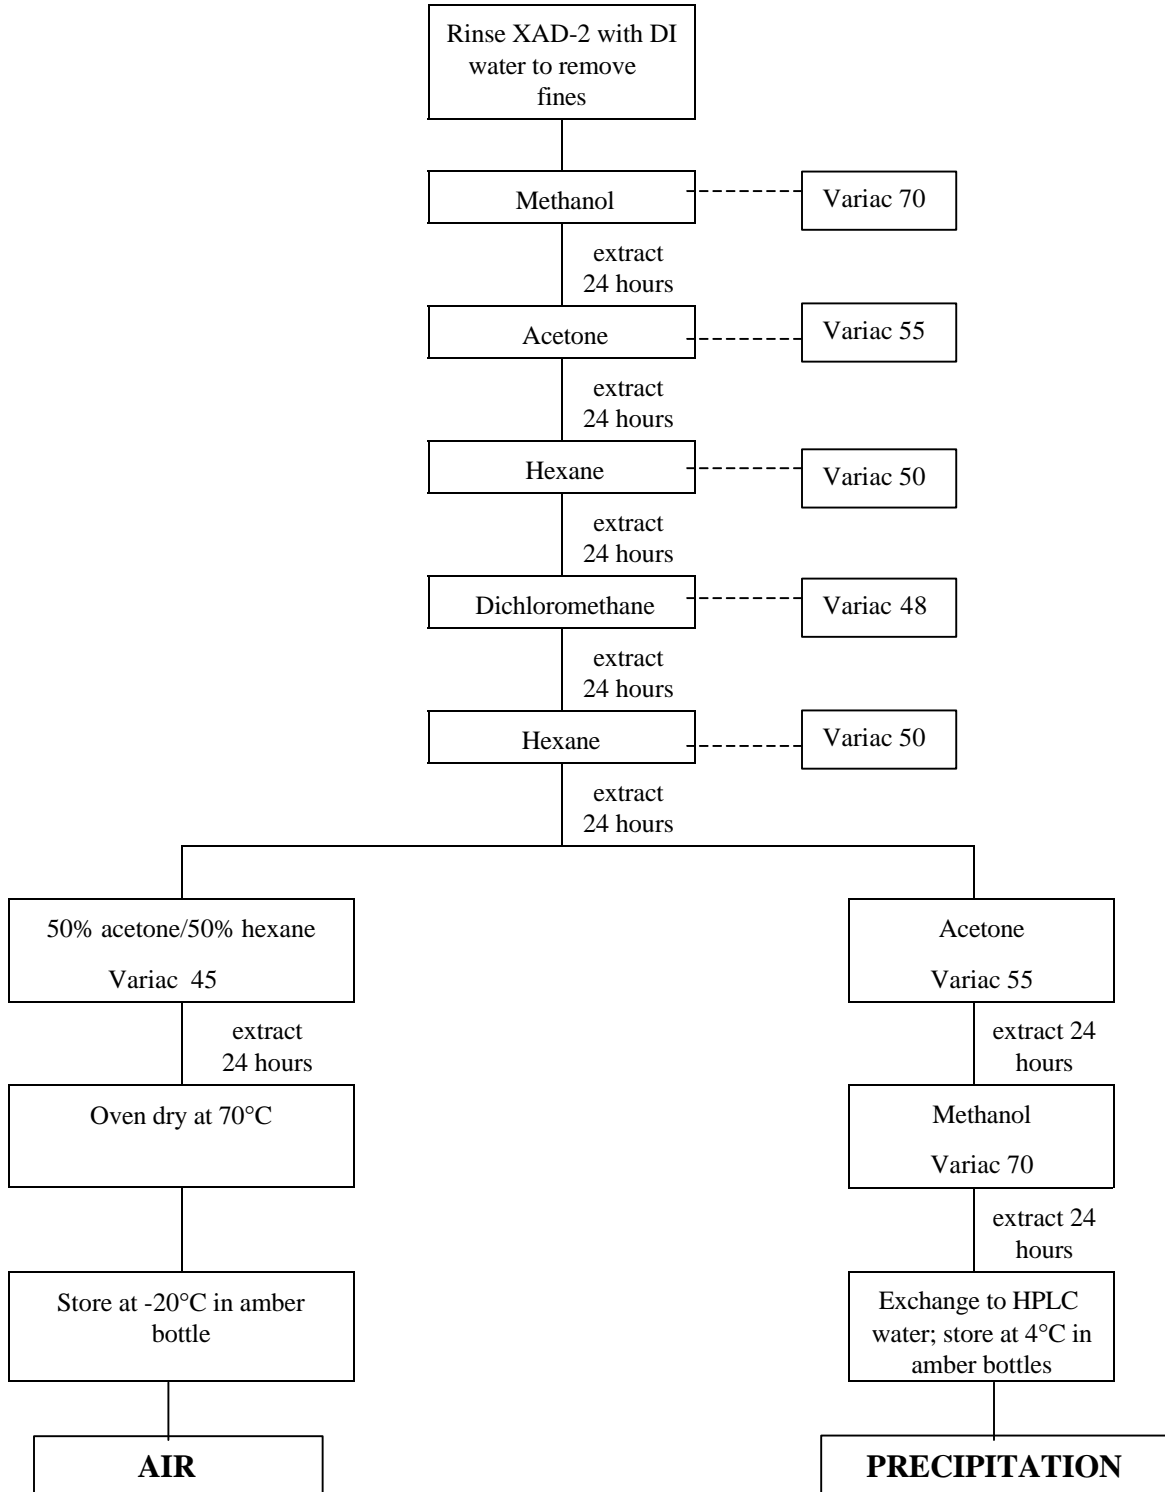 Rinse XAD-2 with DI
water to remove
fines
Methanol
Variac 70
extract
24 hours
Acetone
Variac 55
extract
24 hours
Hexane
Variac 50
extract
24 hours
Dichloromethane
Variac 48
extract
24 hours
Hexane
Variac 50
extract
24 hours
50% acetone/50% hexane
Variac 45
extract
24 hours
Oven dry at 70°C
Store at -20°C in amber
bottle
AIR
Acetone
Variac 55
extract 24
hours
Methanol
Variac 70
extract 24
hours
Exchange to HPLC
water; store at 4°C in
amber bottles
PRECIPITATION